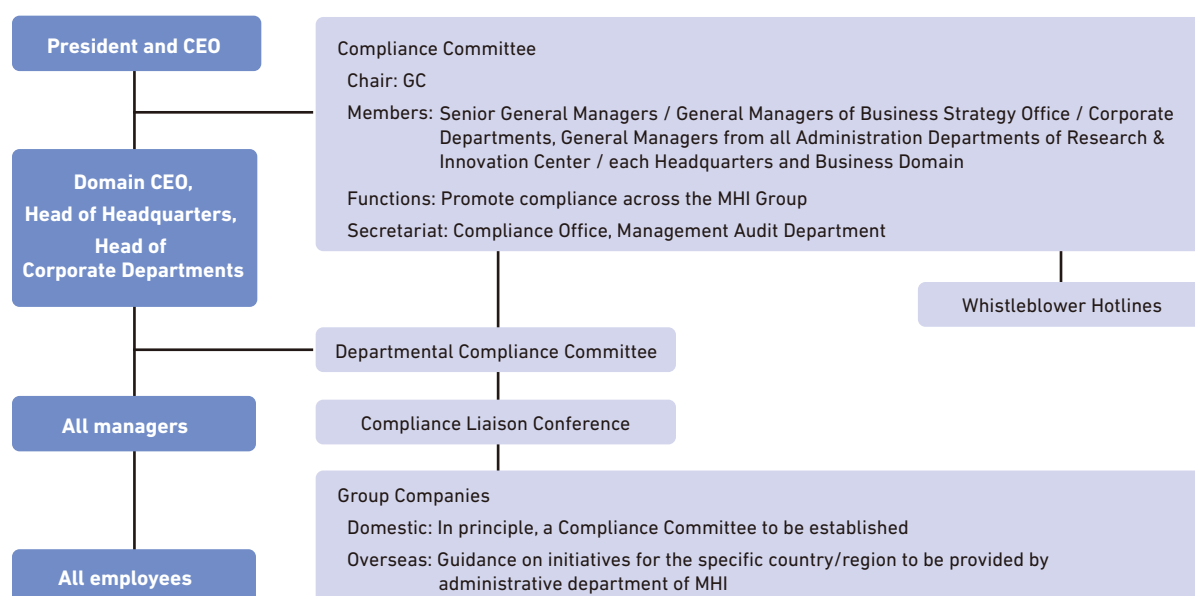 President and CEO
Compliance Committee
Chair: GC
Members: Senior General Managers / General Managers of Business Strategy Office / Corporate
Departments, General Managers from all Administration Departments of Research &
Innovation Center / each Headquarters and Business Domain
Functions: Promote compliance across the MHI Group
Secretariat: Compliance Office, Management Audit Department
Domain CEO,
Head of Headquarters,
Head of
Corporate Departments
Whistleblower Hotlines
Departmental Compliance Committee
All managers
Compliance Liaison Conference
Group Companies
Domestic: In principle, a Compliance Committee to be established
Overseas: Guidance on initiatives for the specific country/region to be provided by
administrative department of MHI
All employees